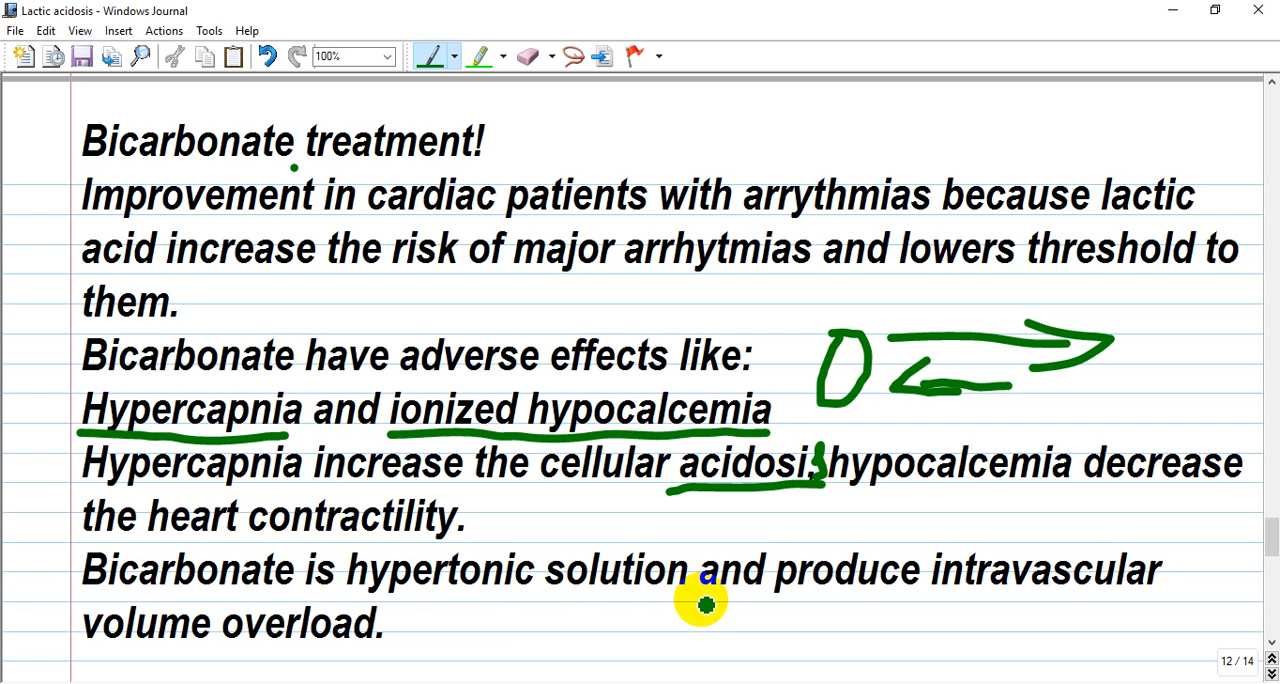 Lactic acidosis - Windows Journal
File Edit View Insert Actions Tools Help
100%
Bicarbonate treatment!
Improvement in cardiac patients with arrythmias because lactic
acid increase the risk of major arrhytmias and lowers threshold to
them.
Bicarbonate have adverse effects like:
Hypercapnia and ionized hypocalcemia
Hypercapnia increase the cellular acidosi,s hypocalcemia decrease
the heart contractility.
Bicarbonate is hypertonic solution and produce intravascular
volume overload.
12 / 14